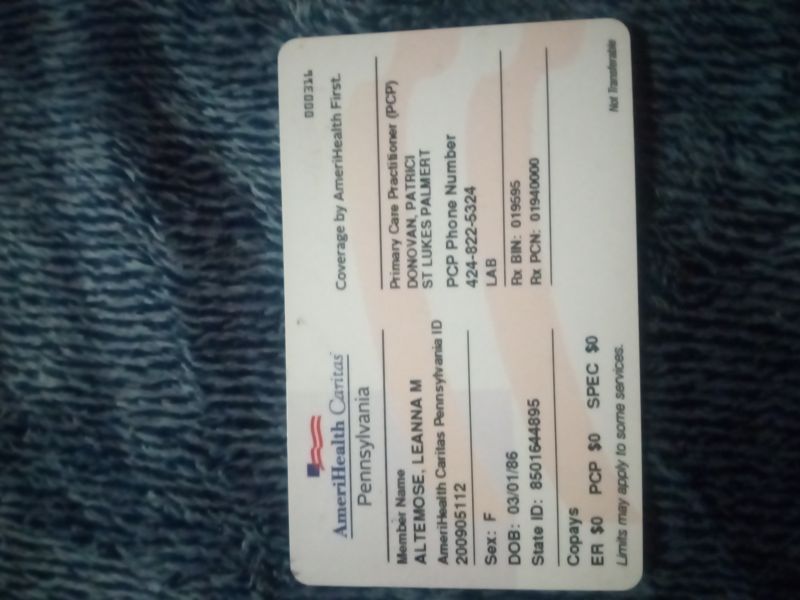 AmeriHealth Caritas
Pennsylvania
000316
Coverage by AmeriHealth First.
Member Name
ALTEMOSE, LEANNA M
AmeriHealth Caritas Pennsylvania ID
200905112
Sex: F
DOB: 03/01/86
State ID: 8501644895
Copays
ER $0 PCP $0 SPEC $0
Limits may apply to some services.
Primary Care Practitioner (PCP)
DONOVAN, PATRICI
ST LUKES PALMERT
PCP Phone Number
424-822-5324
LAB
Rx BIN: 019595
Rx PCN: 01940000
Not Transferable